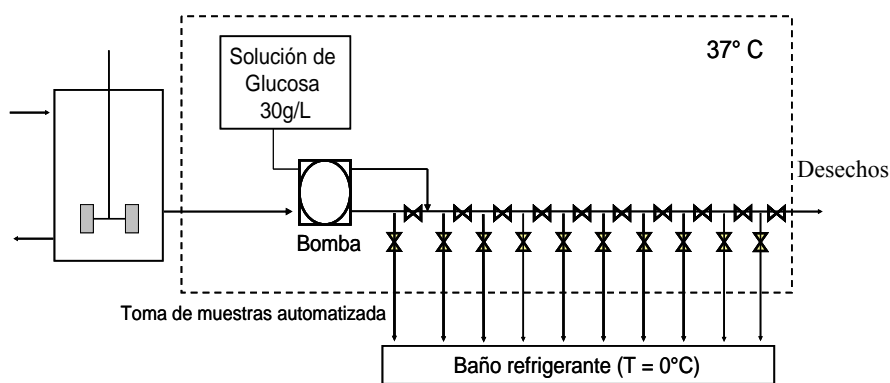 37° C
Solución de
Glucosa
30g/L
Desechos
Bomba
Toma de muestras automatizada
Baño refrigerante (T = 0°C)